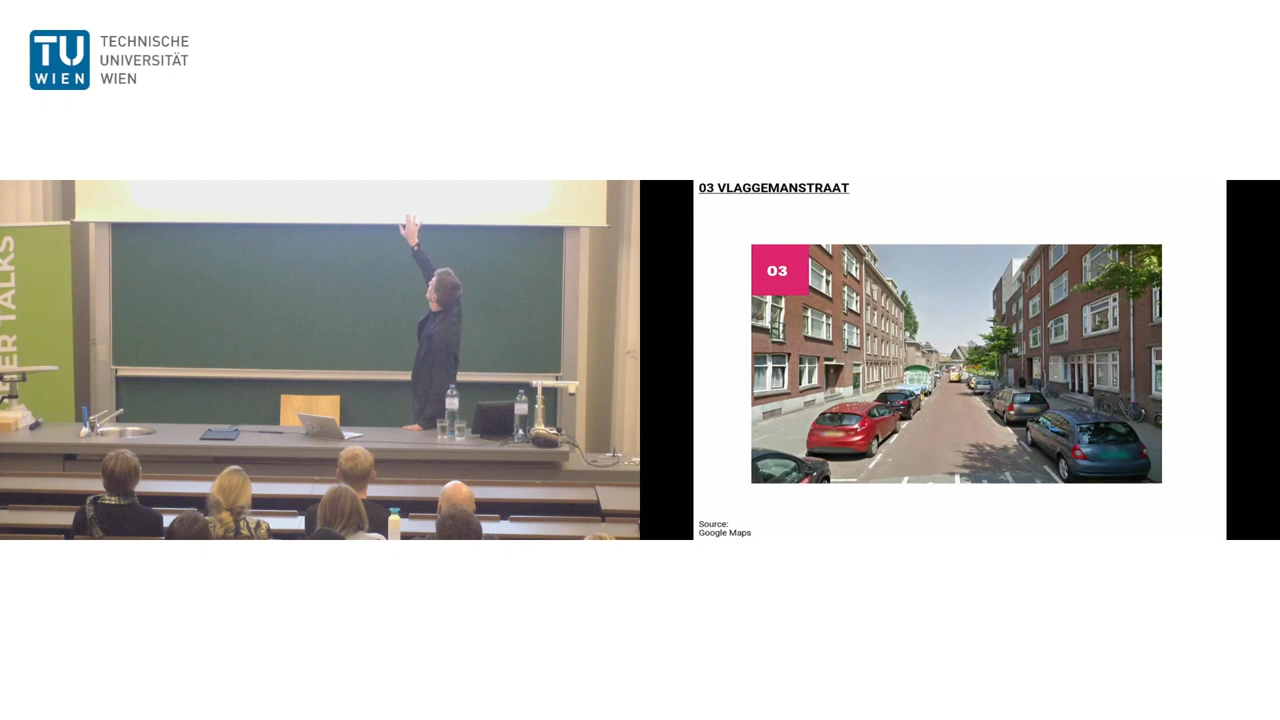 TU
WIEN
TECHNISCHE
UNIVERSITÄT
WIEN
TALKS
03 VLAGGEMANSTRAAT
03
Source:
Google Maps